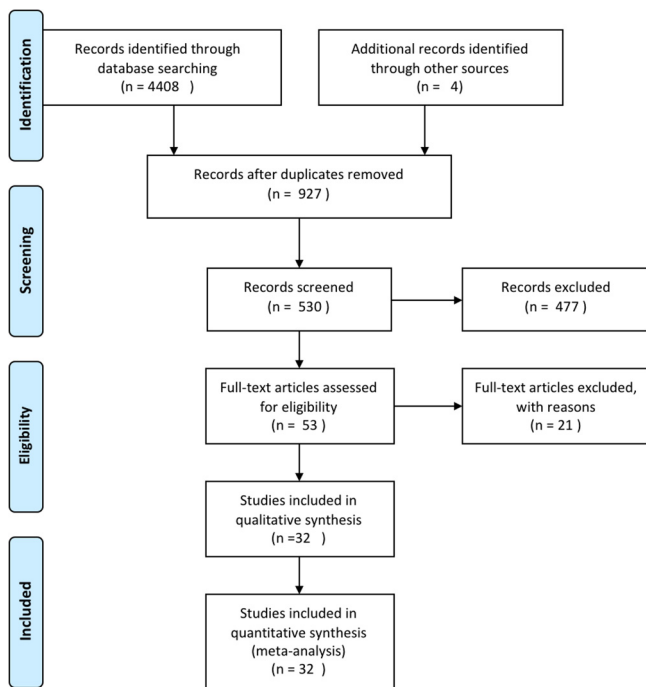 Identification
Records identified through
database searching
(n = 4408   )
Additional records identified
through other sources
(n =   4)
Records after duplicates removed
(n =  927 )
Screening
Records screened
(n =  530 )
Records excluded
(n =  477 )
Eligibility
Full-text articles assessed
for eligibility
(n =  53 )
Full-text articles excluded,
with reasons
(n = 21 )
Studies included in
qualitative synthesis
(n =32   )
Included
Studies included in
quantitative synthesis
(meta-analysis)
(n = 32 )